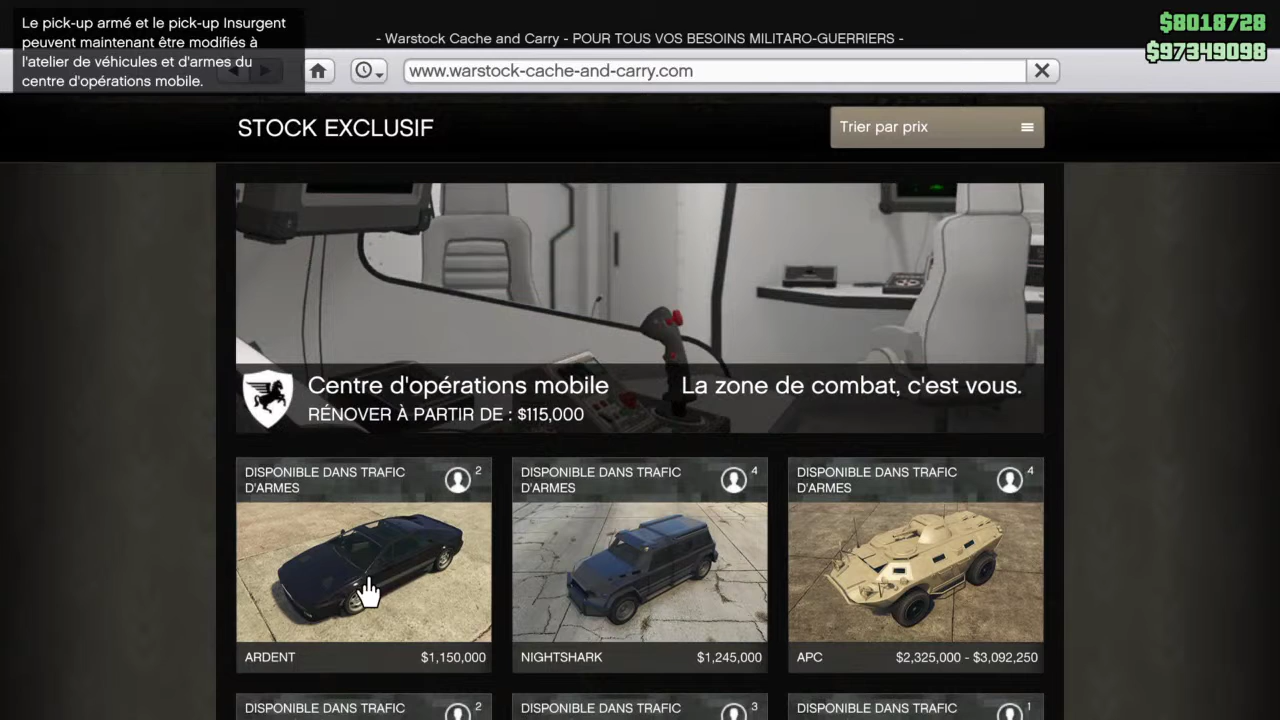 Le pick-up armé et le pick-up Insurgent
peuvent maintenant être modifiés à
l'atelier de véhicules et d'armes du
centre d'opérations mobile.
- Warstock Cache and Carry - POUR TOUS VOS BESOINS MILITARO-GUERRIERS -
$8018728
$97349098
www.warstock-cache-and-carry.com
STOCK EXCLUSIF
Trier par prix
Centre d'opérations mobile
La zone de combat, c'est vous.
RÉNOVER À PARTIR DE : $115,000
DISPONIBLE DANS TRAFIC
D'ARMES
2
ARDENT
$1,150,000
DISPONIBLE DANS TRAFIC
D'ARMES
4
NIGHTSHARK
$1,245,000
DISPONIBLE DANS TRAFIC
D'ARMES
4
APC
$2,325,000 - $3,092,250
DISPONIBLE DANS TRAFIC
2
DISPONIBLE DANS TRAFIC
3
DISPONIBLE DANS TRAFIC
1